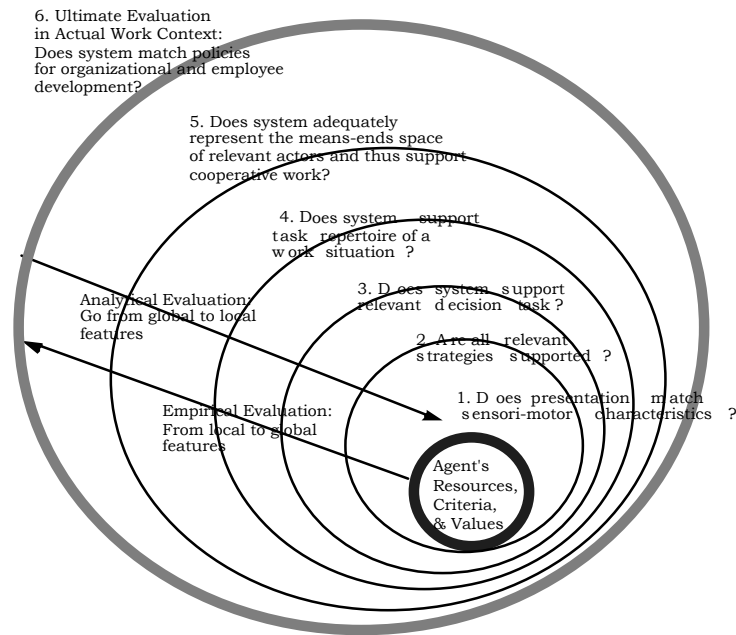 6. Ultimate Evaluation
in Actual Work Context:
Does system match policies
for organizational and employee
development?
5. Does system adequately
represent the means-ends space
of relevant actors and thus support
cooperative work?
4. Does system support
task repertoire of a
work situation ?
3. Does system support
relevant decision task ?
2. Are all relevant
strategies supported ?
1. Does presentation match
sensori-motor characteristics ?
Analytical Evaluation:
Go from global to local
features
Empirical Evaluation:
From local to global
features
Agent's
Resources,
Criteria,
& Values